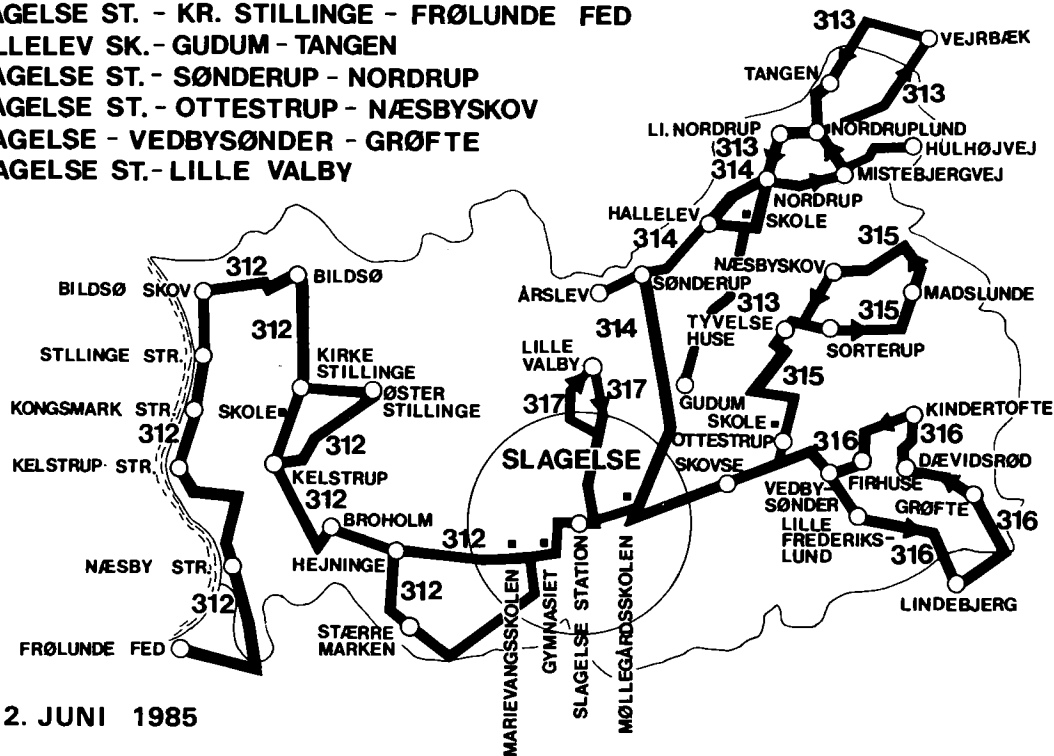 AGELSE ST. - KR. STILLINGE - FRØLUNDE FED
LLELEV SK. - GUDUM - TANGEN
AGELSE ST. - SØNDERUP - NORDRUP
AGELSE ST. - OTTESTRUP - NÆSBYSKOV
AGELSE - VEDBYSØNDER - GRØFTE
AGELSE ST. - LILLE VALBY
313
VEJRBÆK
TANGEN
313
LI. NORDRUP
NORDRUPLUND
313
HULHØJVEJ
314
MISTEBJERGVEJ
NORDRUP
SKOLE
HALLELEV
314
315
NÆSBYSKOV
312
BILDSØ
BILDSØ SKOV
ÅRSLEV
SØNDERUP
MADSLUNDE
313
315
312
314
TYVELSE
HUSE
SORTERUP
STLLINGE STR.
KIRKE
STILLINGE
LILLE
VALBY
315
ØSTER
STILLINGE
317
317
GUDUM
KONGSMARK STR.
SKOLE
SKOLE
KINDERTOFTE
312
312
OTTESTRUP
316
316
SLAGELSE
SKOVSE
KELSTRUP STR.
KELSTRUP
DÆVIDSRØD
FIRHUSE
VEDBY-
SØNDER
GRØFTE
312
BROHOLM
312
LILLE
FREDERIKS-
LUND
316
316
HEJNINGE
NÆSBY STR.
312
312
LINDEBJERG
STÆRRE
MARKEN
FRØLUNDE FED
MARIEVANGSSKOLEN
GYMNASIET
SLAGELSE STATION
MØLLEGÅRDSSKOLEN
2. JUNI 1985